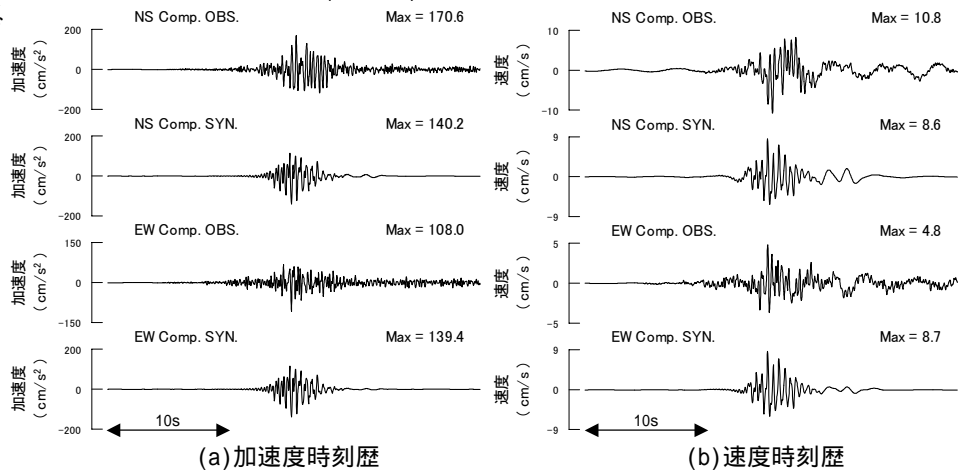 NS Comp. OBS. Max = 170.6
加速度
( cm/s² )
200
0
-200
NS Comp. SYN. Max = 140.2
加速度
( cm/s² )
200
0
-200
EW Comp. OBS. Max = 108.0
加速度
( cm/s² )
150
0
-150
EW Comp. SYN. Max = 139.4
加速度
( cm/s² )
200
0
-200
10s
(a)加速度時刻歴
NS Comp. OBS. Max = 10.8
速度
( cm/s )
10
0
-10
NS Comp. SYN. Max = 8.6
速度
( cm/s )
9
0
-9
EW Comp. OBS. Max = 4.8
速度
( cm/s )
5
0
-5
EW Comp. SYN. Max = 8.7
速度
( cm/s )
9
0
-9
10s
(b)速度時刻歴